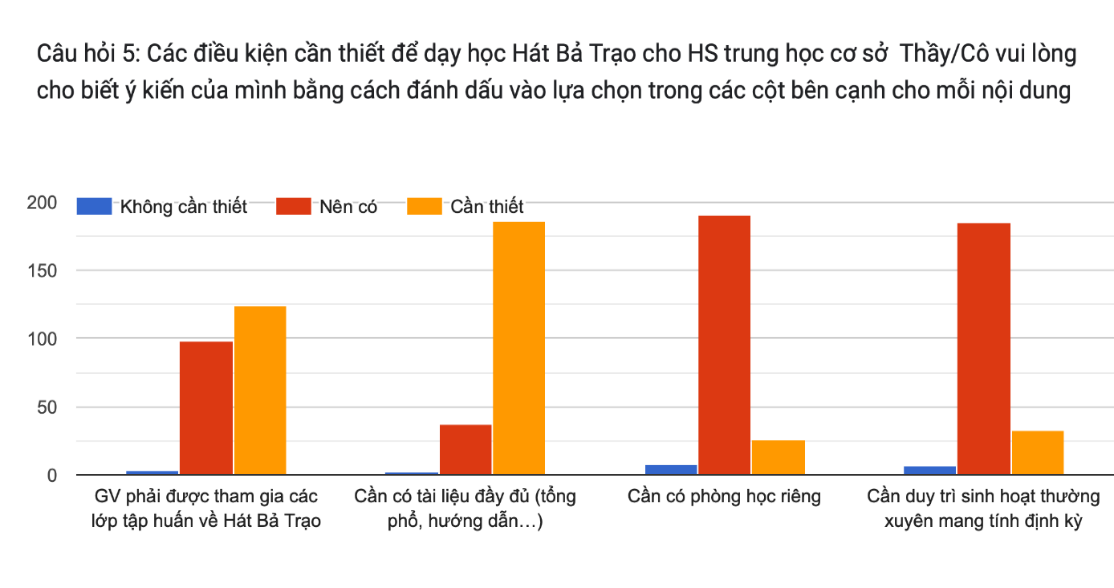 Câu hỏi 5: Các điều kiện cần thiết để dạy học Hát Bả Trạo cho HS trung học cơ sở Thầy/Cô vui lòng
cho biết ý kiến của mình bằng cách đánh dấu vào lựa chọn trong các cột bên cạnh cho mỗi nội dung
Không cần thiết
Nên có
Cần thiết
200
150
100
50
0
GV phải được tham gia các
lớp tập huấn về Hát Bả Trạo
Cần có tài liệu đầy đủ (tổng
phổ, hướng dẫn…)
Cần có phòng học riêng
Cần duy trì sinh hoạt thường
xuyên mang tính định kỳ